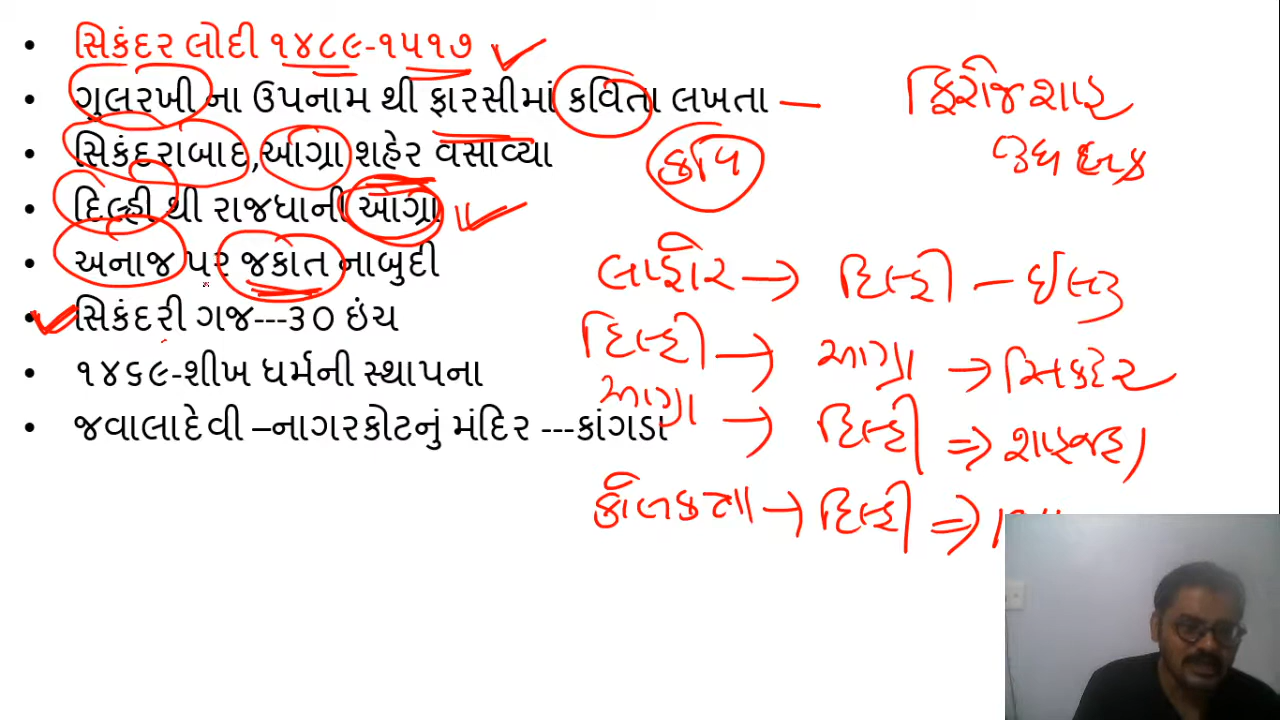 • સિકંદર લોદી ૧૪૮૯-૧૫૧૭
• ગુલરખી ના ઉપનામ થી ફારસીમાં કવિતા લખતા
• સિકંદરાબાદ,આગ્રા શહેર વસાવ્યા
• દિલ્હી થી રાજધાની આગ્રા
• અનાજ પર જકાત નાબુદી
• સિકંદરી ગજ---૩૦ ઇંચ
• ૧૪૬૯-શીખ ધર્મની સ્થાપના
• જવાલાદેવી –નાગરકોટનું મંદિર ---કાંગડા
ફિરોજશાહ
કવિ
લાહોર → દિલ્હી –
દિલ્હી → આગ્રા → સિકંદર
આગ્રા → દિલ્હી ⇒ શાહજહા
કોલકત્તા → દિલ્હી ⇒